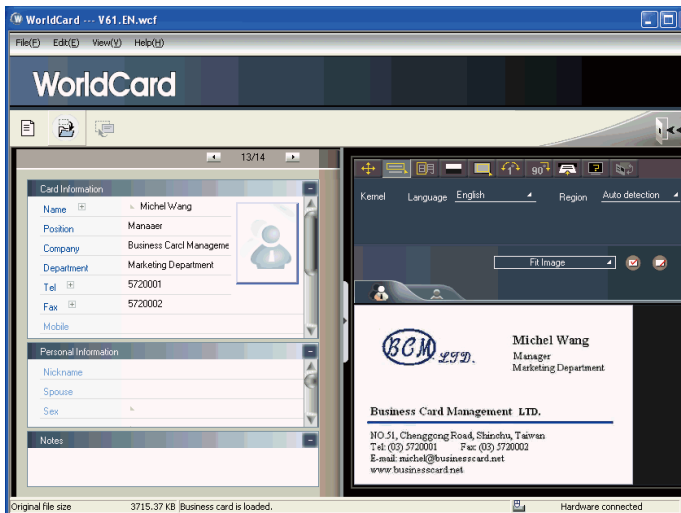 WorldCard --- V61.EN.wcf
File(F) Edit(E) View(V) Help(H)
WorldCard
13/14
Card Information
Name Michel Wang
Position Manaaer
Company Business Carcl Manageme
Department Marketing Department
Tel 5720001
Fax 5720002
Mobile
Personal Information
Nickname
Spouse
Sex
Notes
90°
Kernel Language English Region Auto detection
Fit Image
BCM LTD.
Michel Wang
Manager
Marketing Department
Business Card Management LTD.
NO.51, Chenggong Road, Shinchu, Taiwan
Tel: (03) 5720001 Fax: (03) 5720002
E-mail: michel@businesscard.net
www.businesscard.net
Original file size 3715.37 KB Business card is loaded. Hardware connected